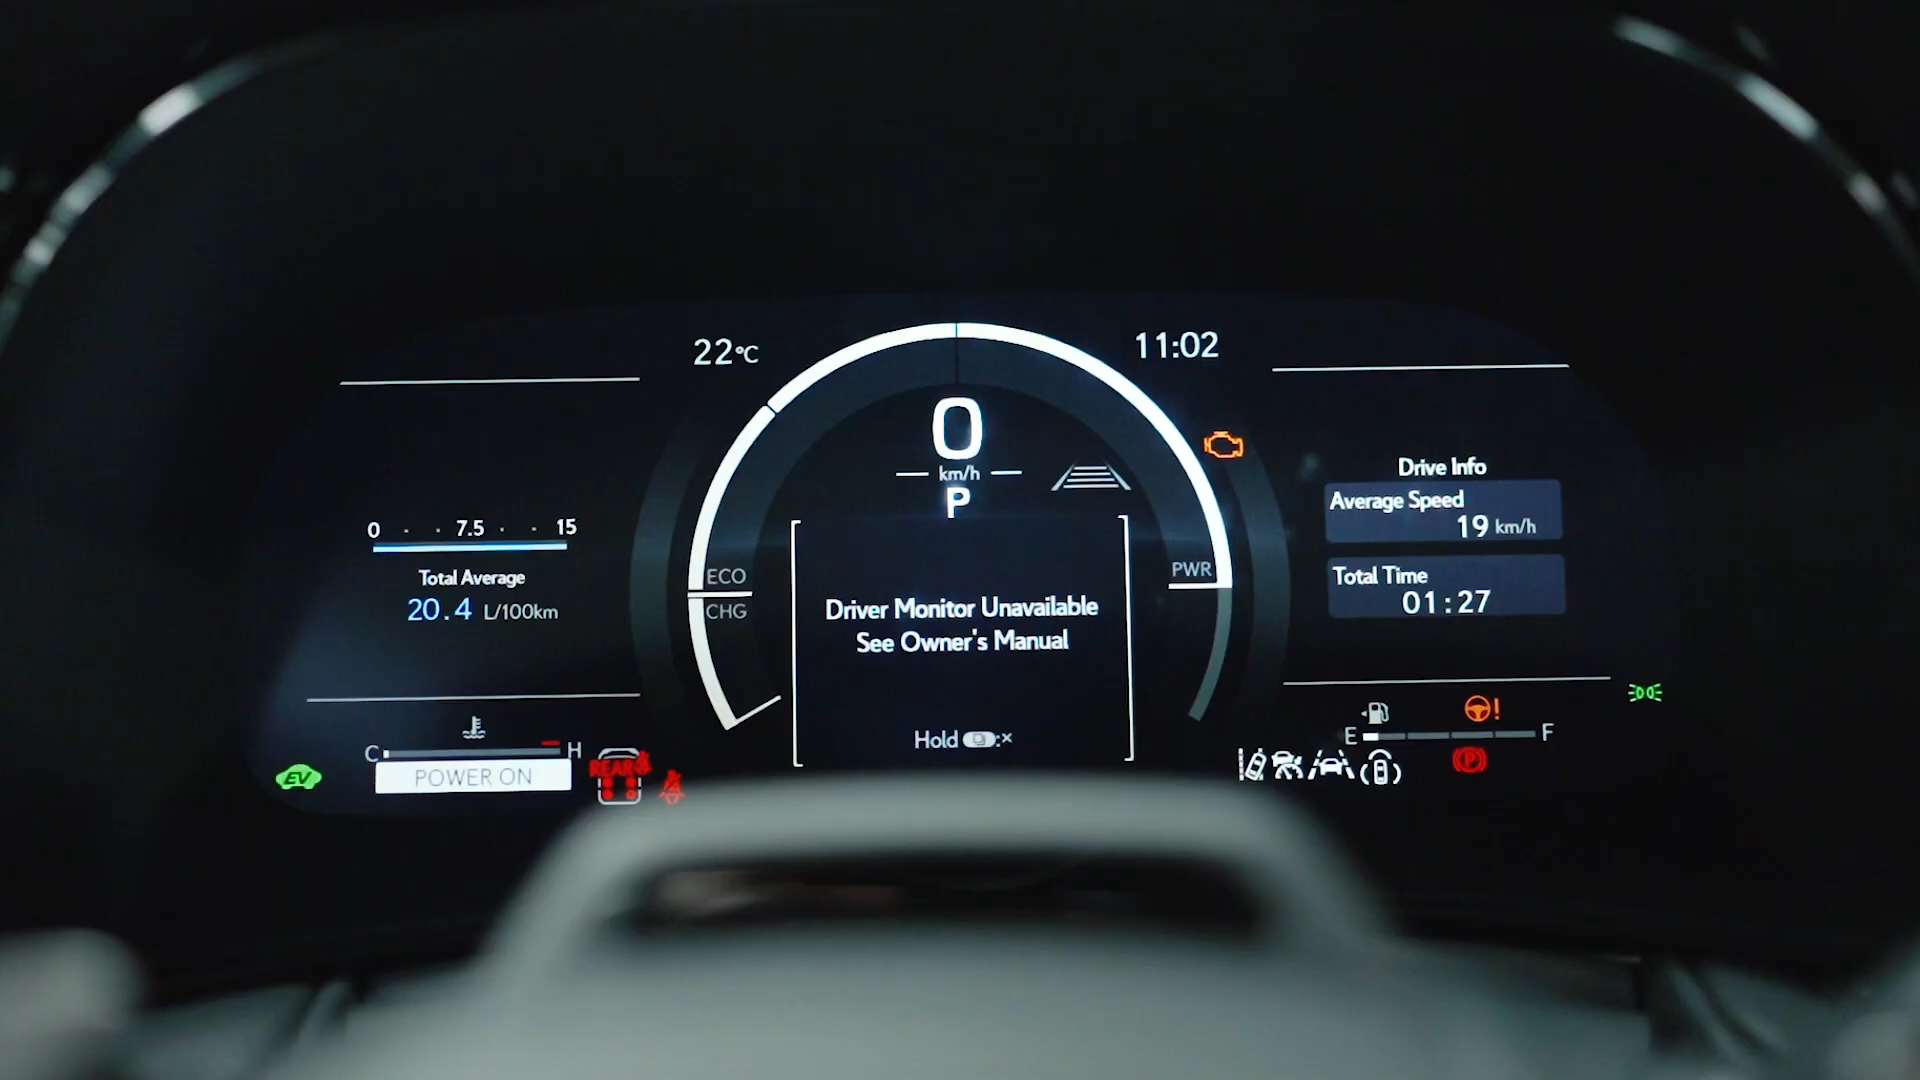 22°C
11:02
0
km/h
P
0 7.5 15
Total Average
20.4 L/100km
ECO
CHG
PWR
Driver Monitor Unavailable
See Owner's Manual
Hold :×
Drive Info
Average Speed
19 km/h
Total Time
01:27
C H
POWER ON
EV
REAR
E F
P